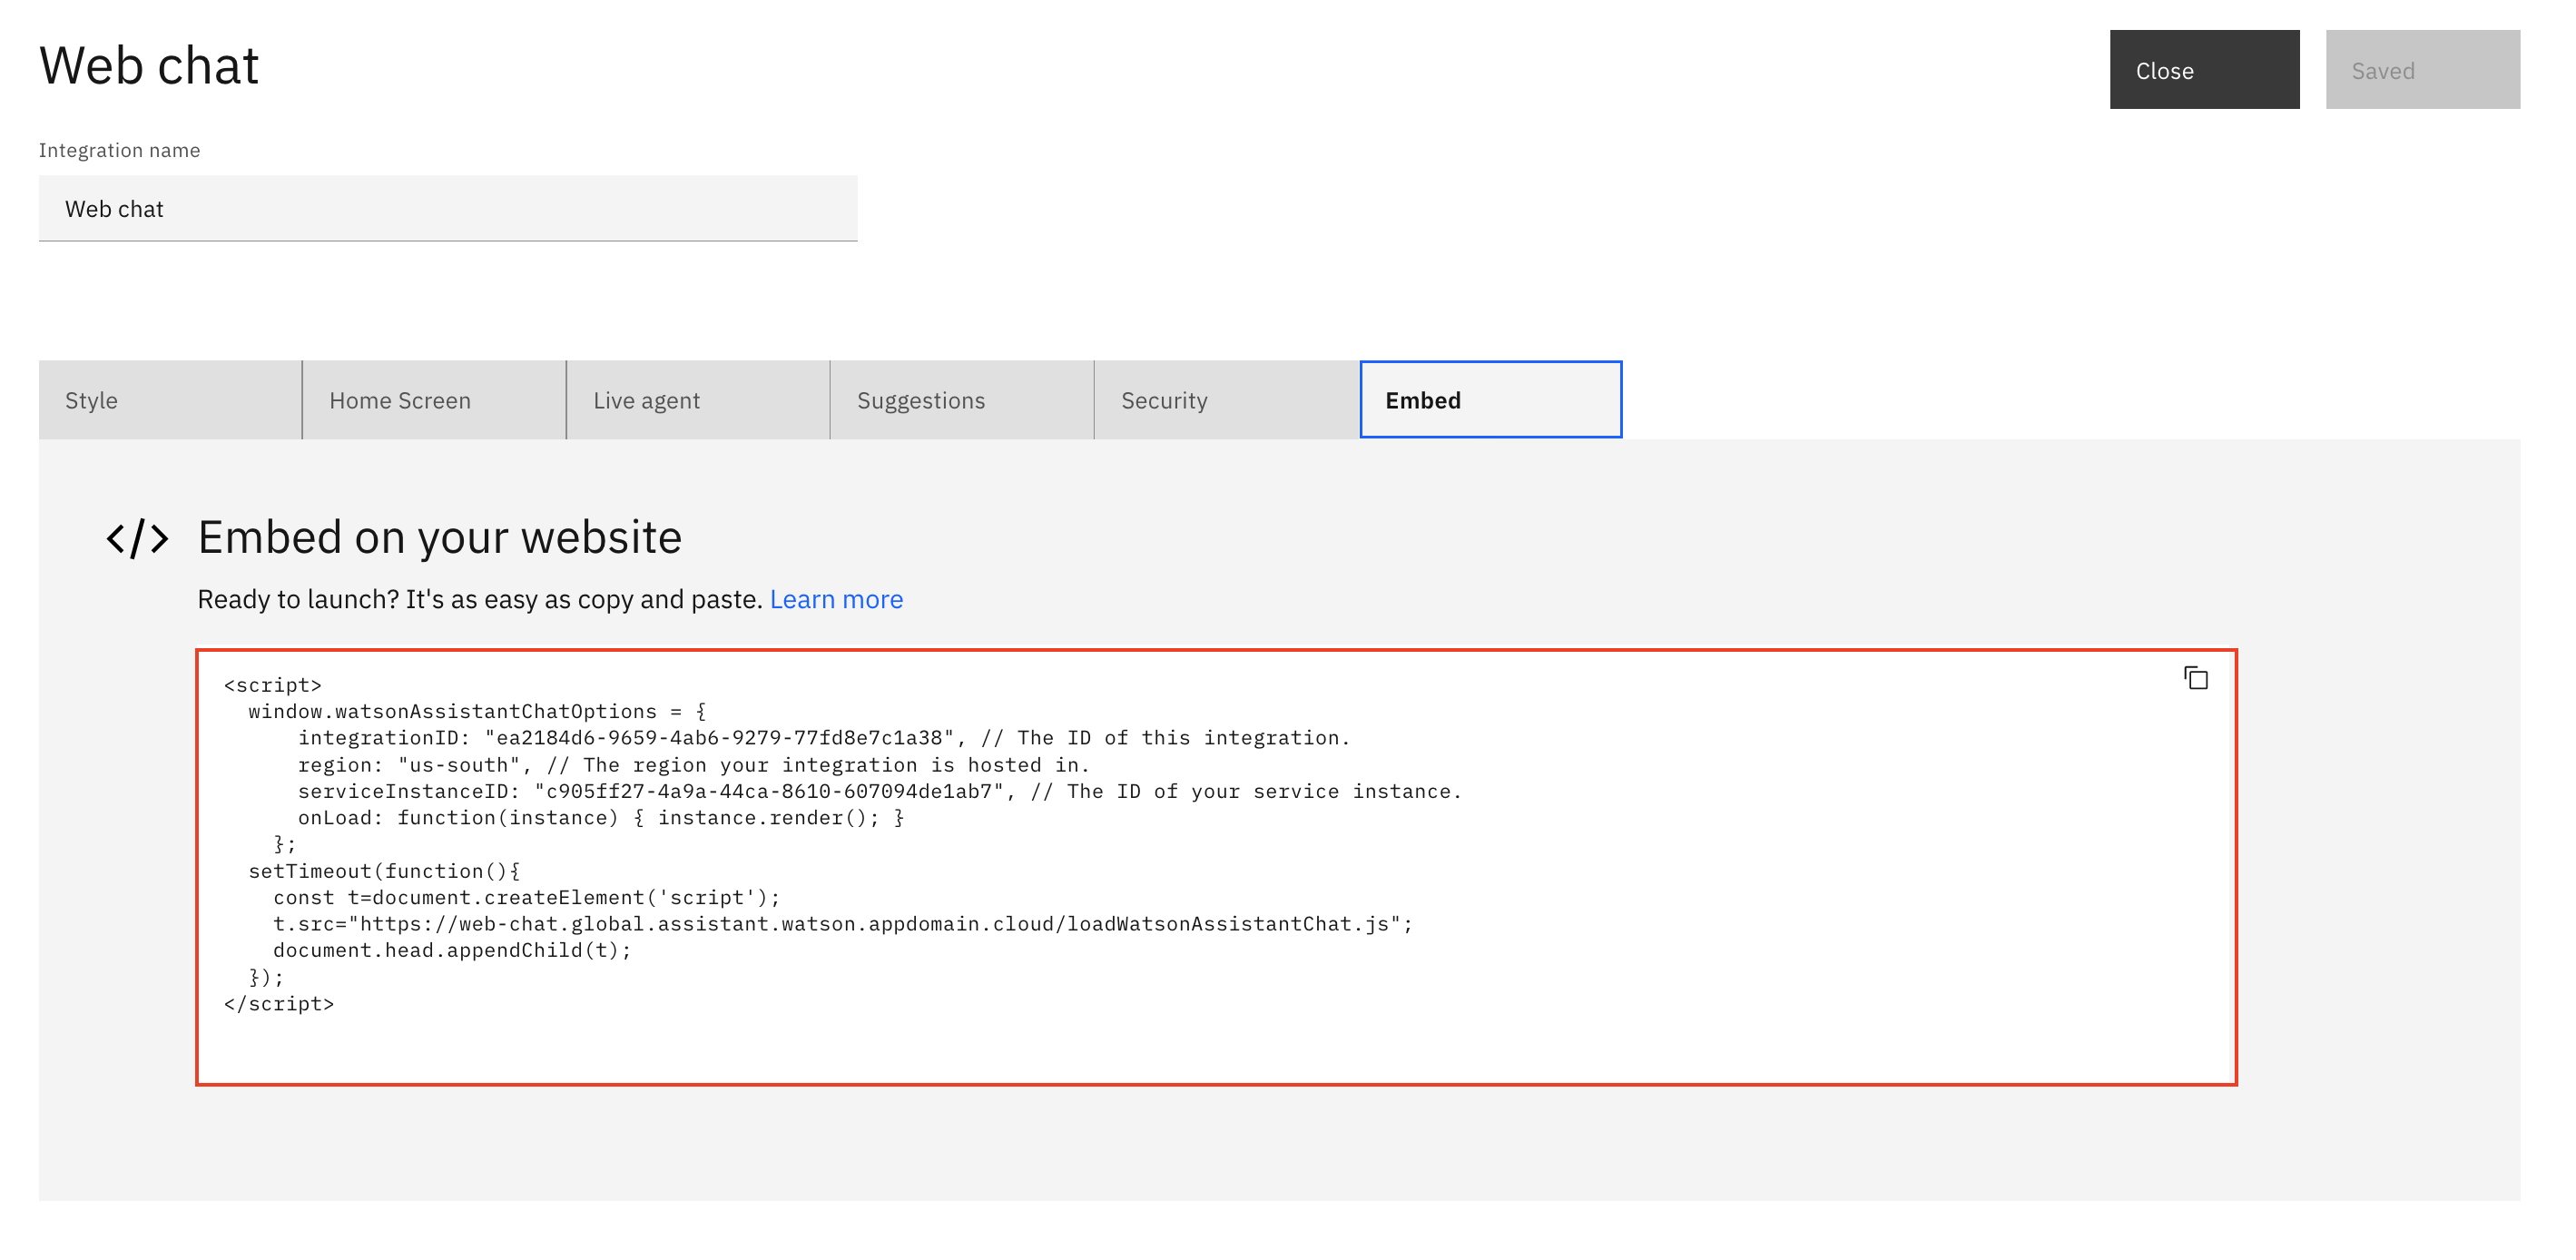 Web chat
Close
Saved
Integration name
Web chat
Style
Home Screen
Live agent
Suggestions
Security
Embed
</> Embed on your website
Ready to launch? It's as easy as copy and paste. Learn more
<script>
  window.watsonAssistantChatOptions = {
      integrationID: "ea2184d6-9659-4ab6-9279-77fd8e7c1a38", // The ID of this integration.
      region: "us-south", // The region your integration is hosted in.
      serviceInstanceID: "c905ff27-4a9a-44ca-8610-607094de1ab7", // The ID of your service instance.
      onLoad: function(instance) { instance.render(); }
    };
  setTimeout(function(){
    const t=document.createElement('script');
    t.src="https://web-chat.global.assistant.watson.appdomain.cloud/loadWatsonAssistantChat.js";
    document.head.appendChild(t);
  });
</script>